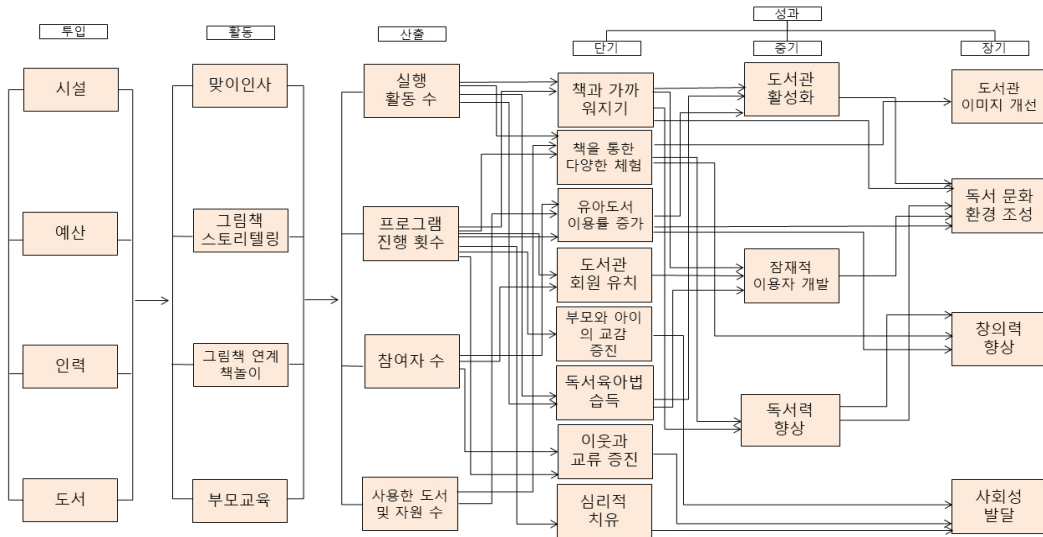 성과
투입
활동
산출
단기
중기
장기
시설
예산
인력
도서
맞이인사
그림책
스토리텔링
그림책 연계
책놀이
부모교육
실행
활동 수
프로그램
진행 횟수
참여자 수
사용한 도서
및 자원 수
책과 가까
워지기
책을 통한
다양한 체험
유아도서
이용률 증가
도서관
회원 유치
부모와 아이
의 교감
증진
독서육아법
습득
이웃과
교류 증진
심리적
치유
도서관
활성화
잠재적
이용자 개발
독서력
향상
도서관
이미지 개선
독서 문화
환경 조성
창의력
향상
사회성
발달